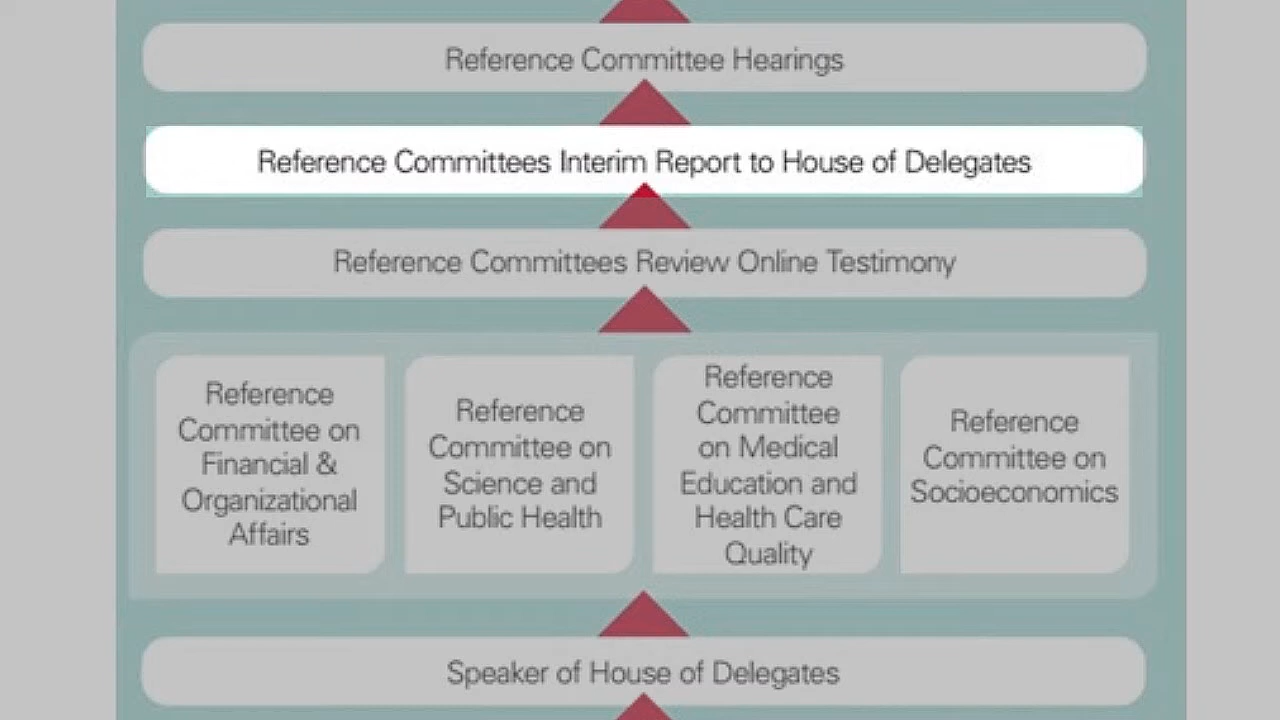 Reference Committee Hearings
Reference Committees Interim Report to House of Delegates
Reference Committees Review Online Testimony
Reference
Committee on
Financial &
Organizational
Affairs
Reference
Committee on
Science and
Public Health
Reference
Committee
on Medical
Education and
Health Care
Quality
Reference
Committee on
Socioeconomics
Speaker of House of Delegates